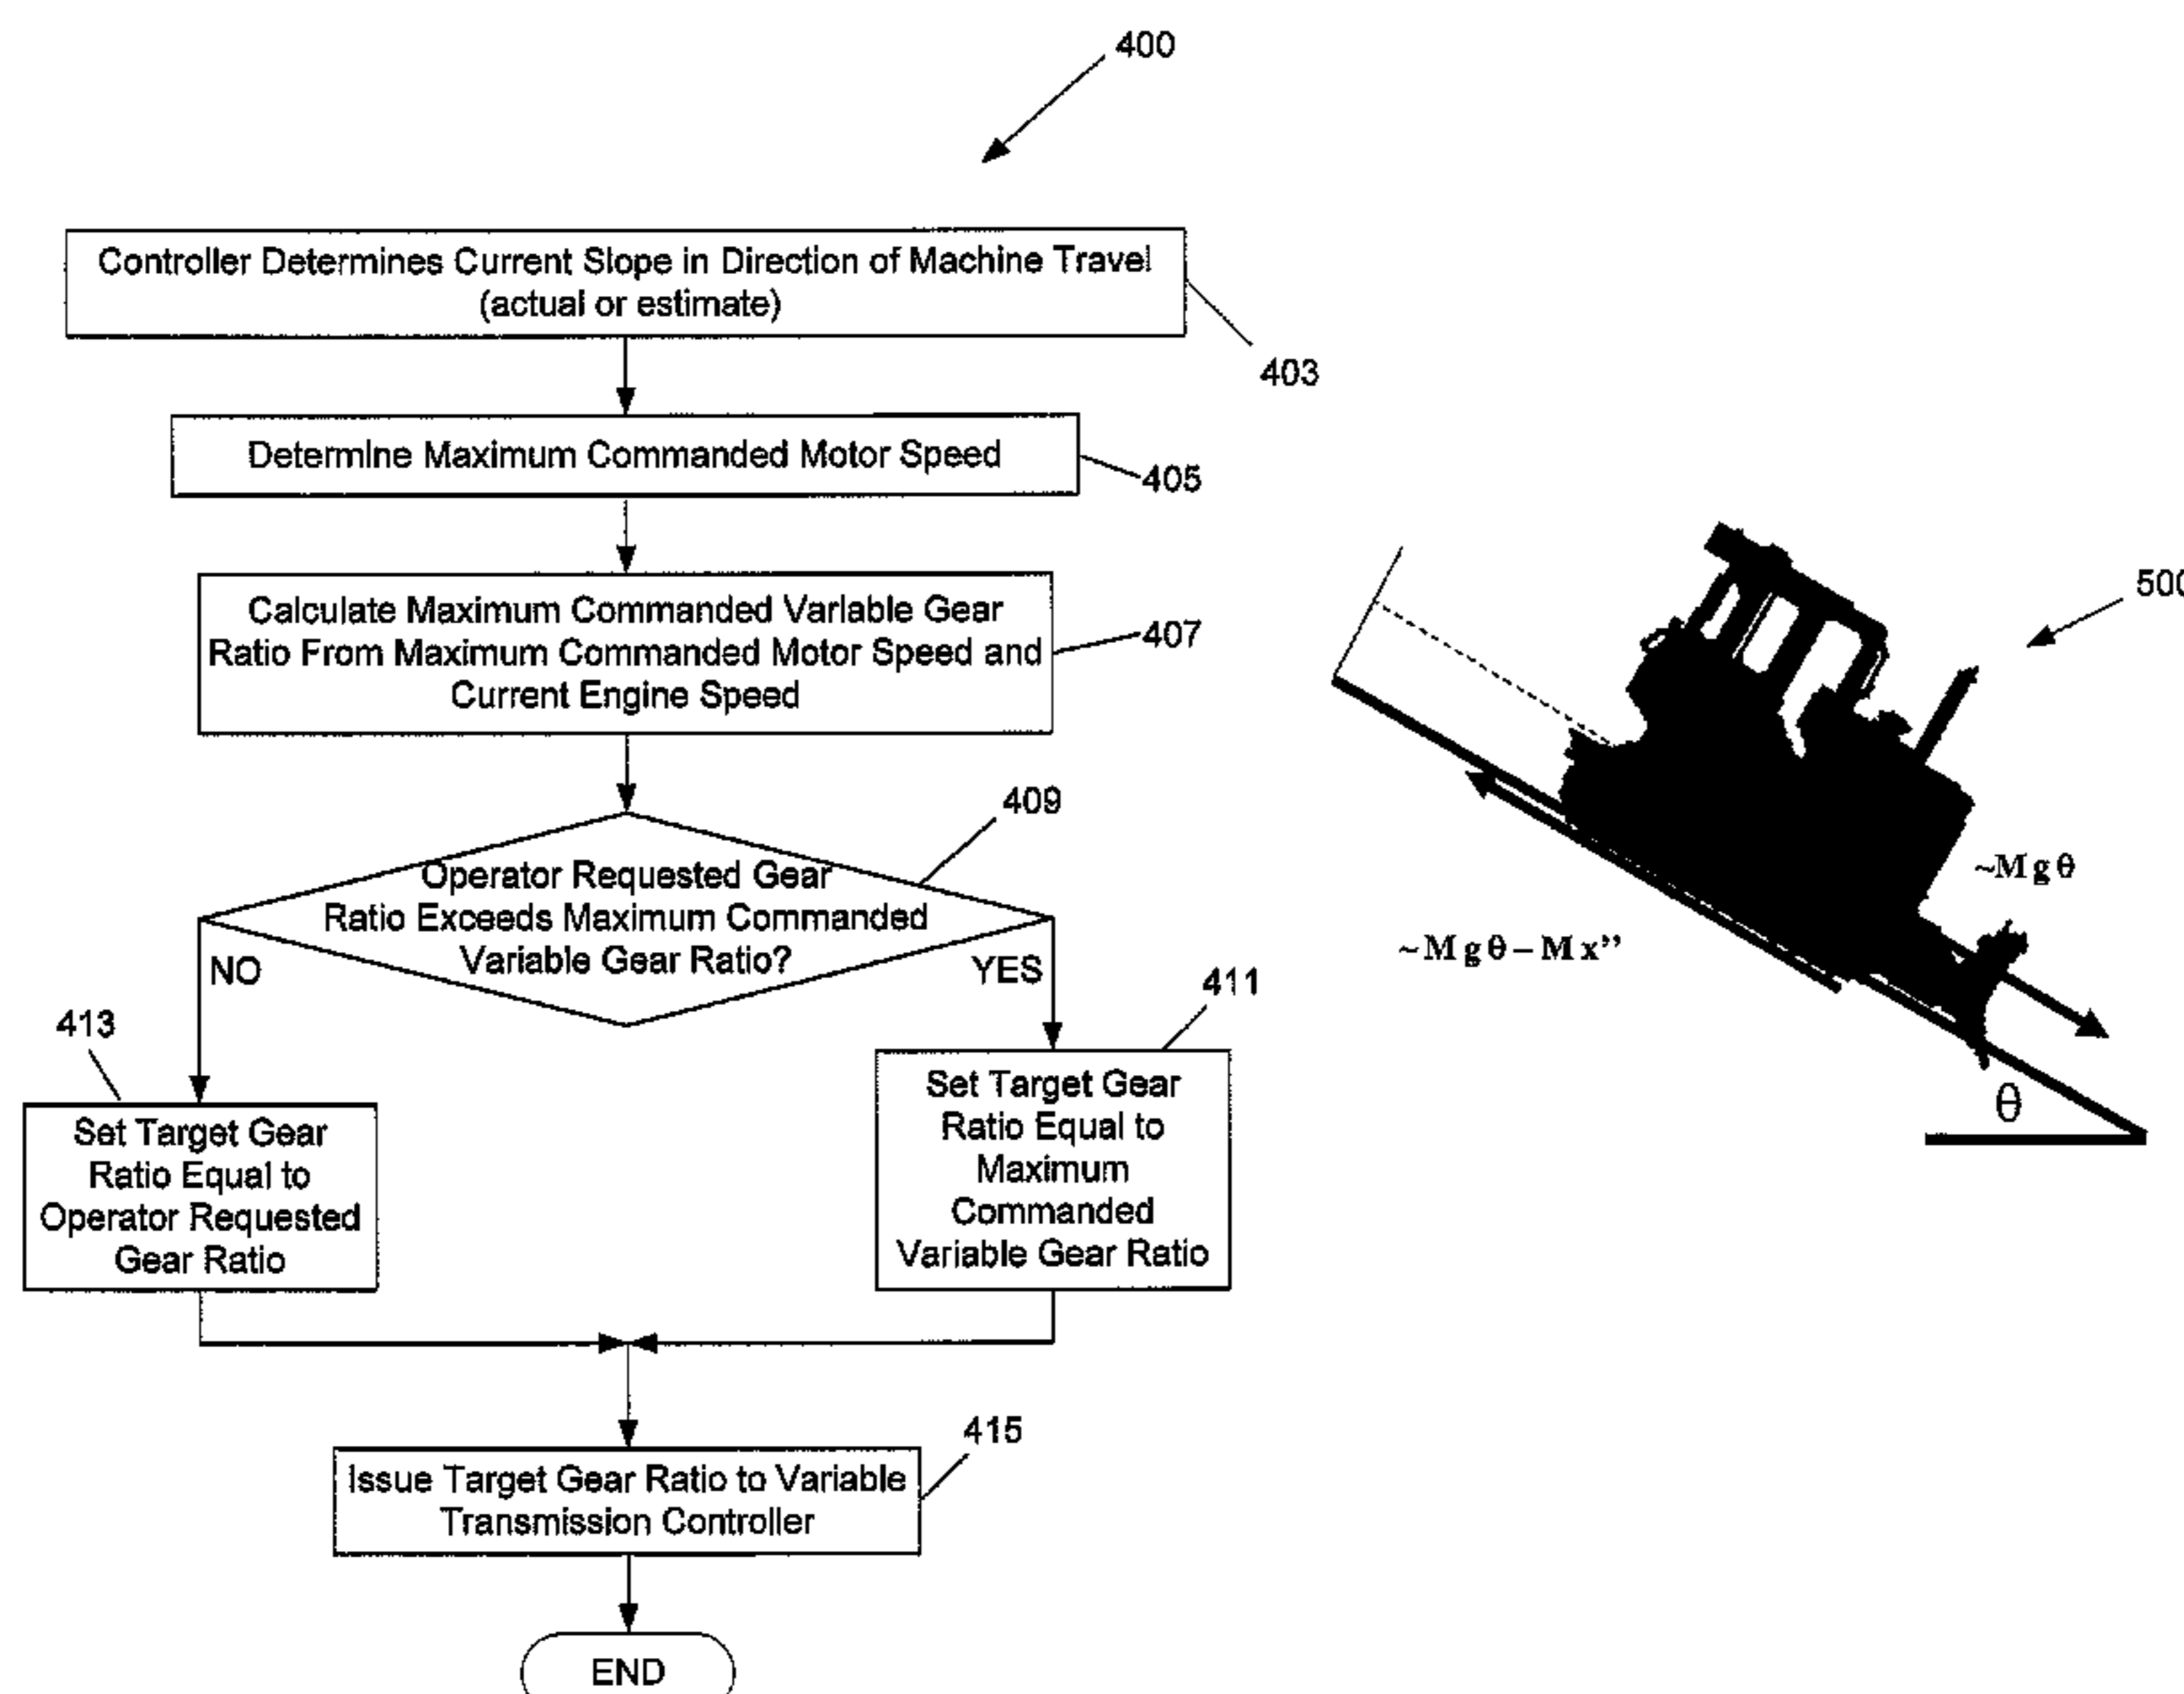 400
Controller Determines Current Slope in Direction of Machine Travel
(actual or estimate)
403
Determine Maximum Commanded Motor Speed
405
Calculate Maximum Commanded Variable Gear
Ratio From Maximum Commanded Motor Speed and
Current Engine Speed
407
409
Operator Requested Gear
Ratio Exceeds Maximum Commanded
Variable Gear Ratio?
NO
YES
411
413
Set Target Gear
Ratio Equal to
Operator Requested
Gear Ratio
Set Target Gear
Ratio Equal to
Maximum
Commanded
Variable Gear Ratio
415
Issue Target Gear Ratio to Variable
Transmission Controller
END
500
~Mgθ
~Mgθ – Mx”
θ